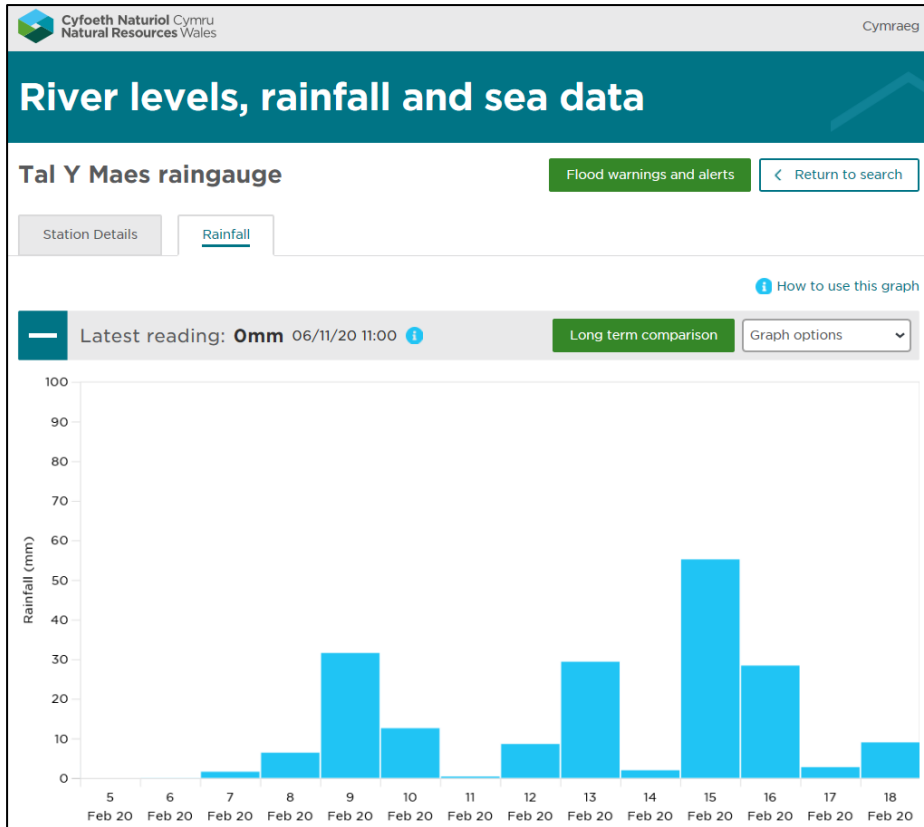 Cyfoeth Naturiol Cymru
Natural Resources Wales
Cymraeg
River levels, rainfall and sea data
Tal Y Maes raingauge
Flood warnings and alerts
Return to search
Station Details
Rainfall
How to use this graph
Latest reading: 0mm 06/11/20 11:00
Long term comparison
Graph options
100
90
80
70
60
50
40
30
20
10
0
Rainfall (mm)
5 6 7 8 9 10 11 12 13 14 15 16 17 18
Feb 20 Feb 20 Feb 20 Feb 20 Feb 20 Feb 20 Feb 20 Feb 20 Feb 20 Feb 20 Feb 20 Feb 20 Feb 20 Feb 20